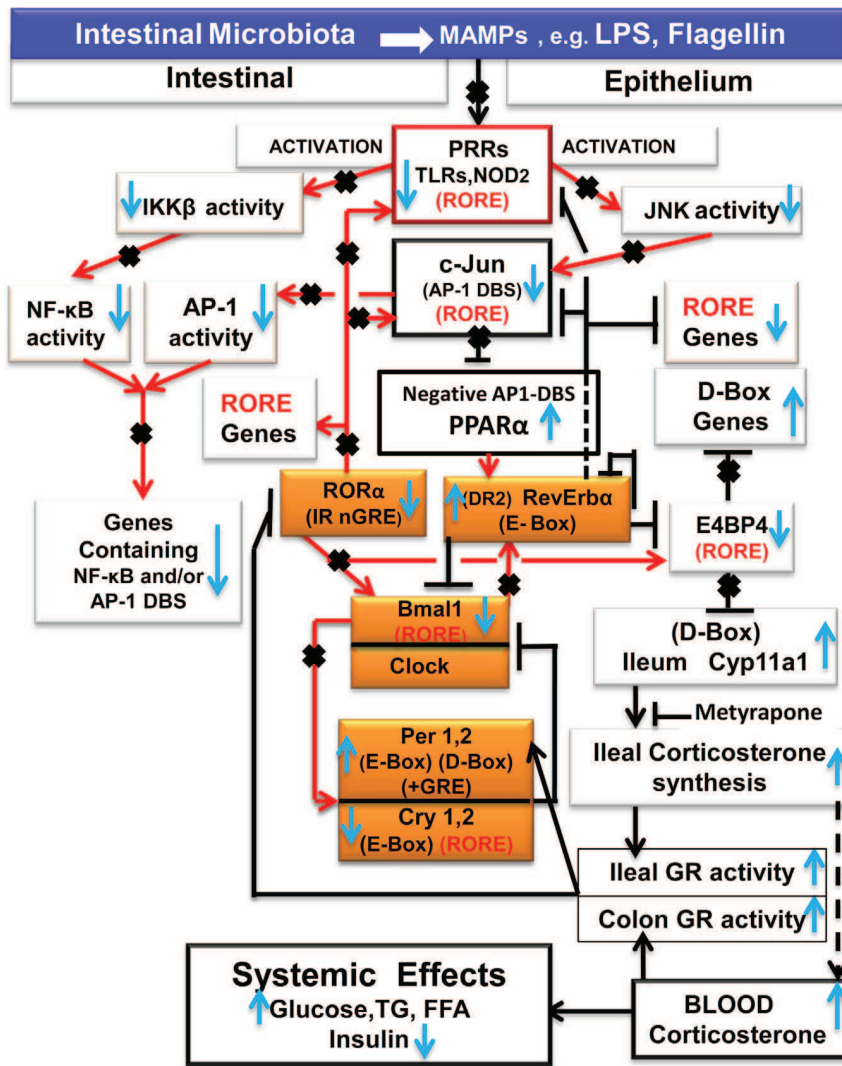 Intestinal Microbiota MAMPs , e.g. LPS, Flagellin
Intestinal
Epithelium
ACTIVATION
PRRs
TLRs,NOD2
(RORE)
ACTIVATION
IKKβ activity
JNK activity
c-Jun
(AP-1 DBS)
(RORE)
NF-κB
activity
AP-1
activity
RORE
Genes
Negative AP1-DBS
PPARα
D-Box
Genes
RORE
Genes
RORα
(IR nGRE)
(DR2) RevErbα
(E- Box)
E4BP4
(RORE)
Genes
Containing
NF-κB and/or
AP-1 DBS
Bmal1
(RORE)
Clock
(D-Box)
Ileum Cyp11a1
Metyrapone
Per 1,2
(E-Box) (D-Box)
(+GRE)
Cry 1,2
(E-Box) (RORE)
Ileal Corticosterone
synthesis
Ileal GR activity
Colon GR activity
Systemic Effects
Glucose,TG, FFA
Insulin
BLOOD
Corticosterone